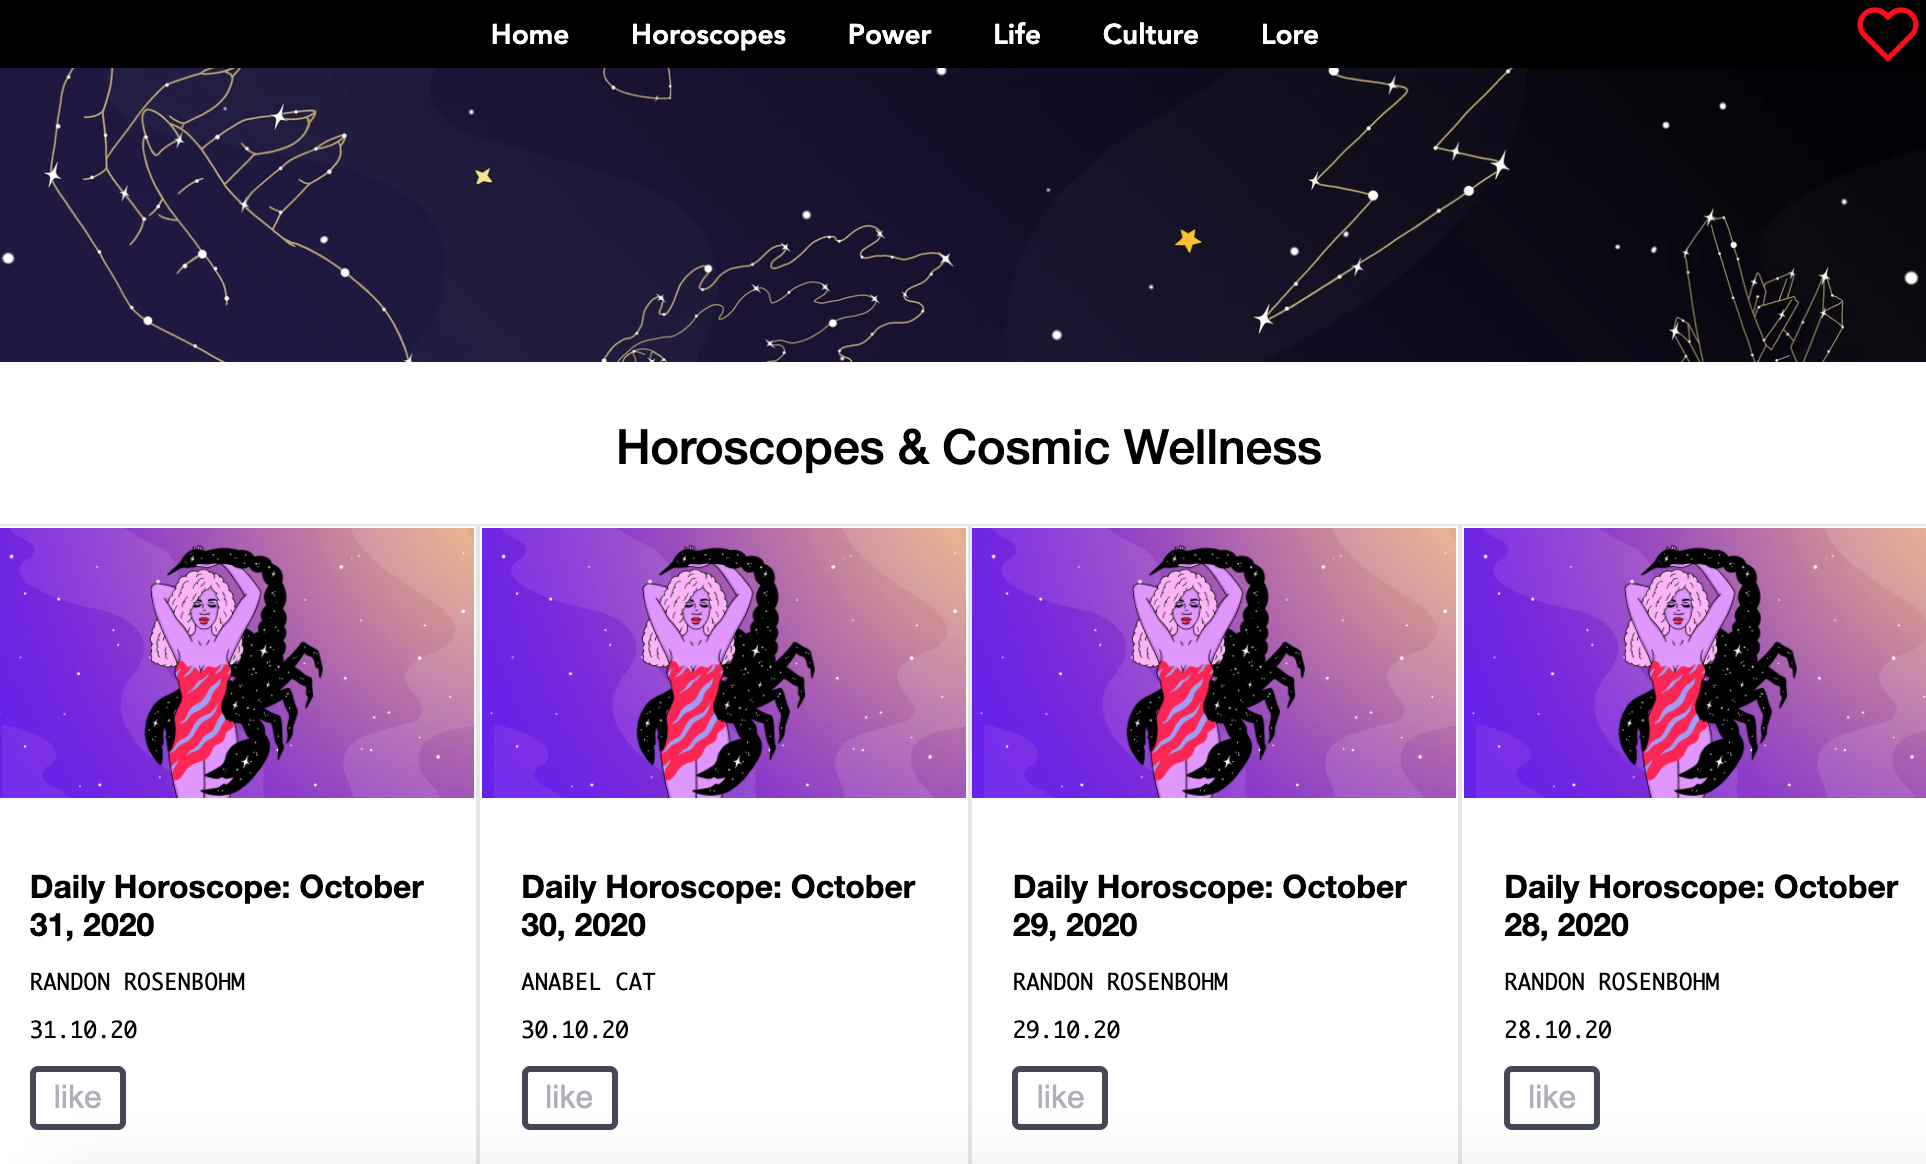 Home Horoscopes Power Life Culture Lore
Horoscopes & Cosmic Wellness
Daily Horoscope: October
31, 2020
RANDON ROSENBOHM
31.10.20
like
Daily Horoscope: October
30, 2020
ANABEL CAT
30.10.20
like
Daily Horoscope: October
29, 2020
RANDON ROSENBOHM
29.10.20
like
Daily Horoscope: October
28, 2020
RANDON ROSENBOHM
28.10.20
like